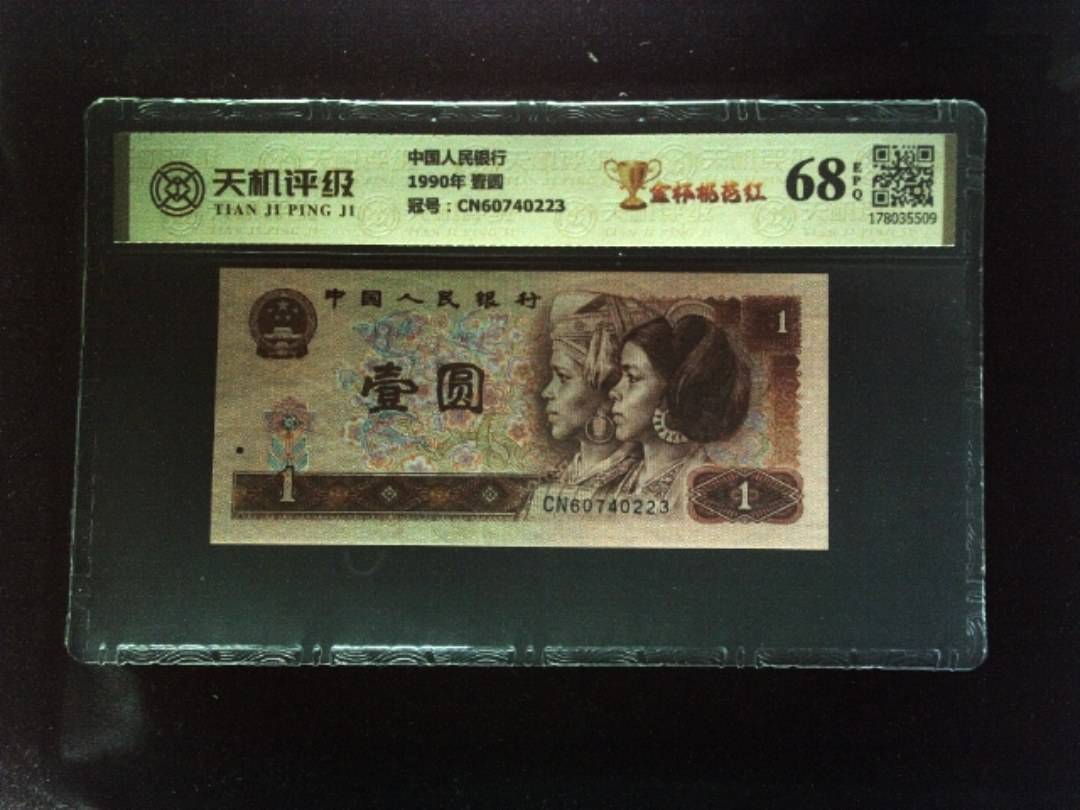 天机评级
TIAN JI PING JI
中国人民银行
1990年 壹圆
冠号：CN60740223
金杯桃花红
68
EPQ
178035509
中国人民银行
1
壹圆
1
CN60740223
1